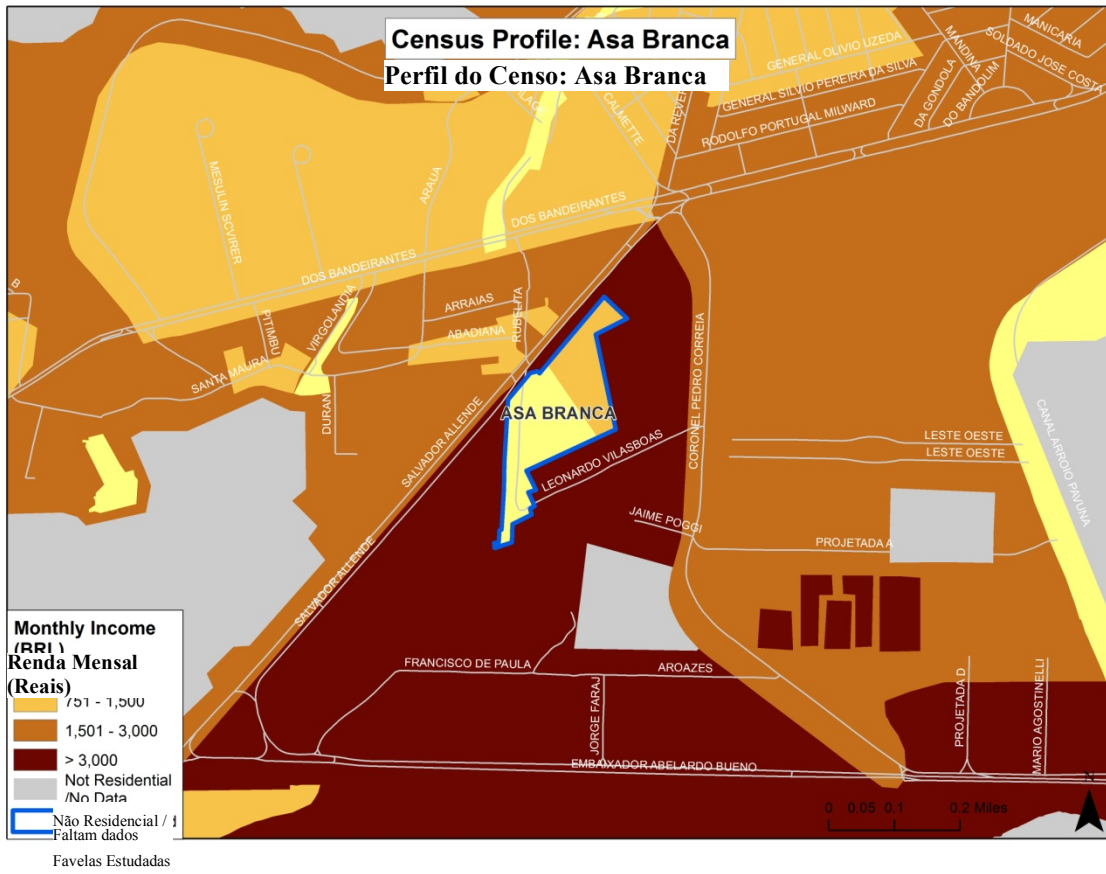 Census Profile: Asa Branca
Perfil do Censo: Asa Branca
GENERAL OLIVIO UZEDA
GENERAL SILVIO PEREIRA DA SILVA
RODOLFO PORTUGAL MILWARD
MANDINA
MANICARIA
SOLDADO JOSE COSTA
DA GONDOLA
DO BANDOLIM
CALMETTE
MESULIN SCVIRER
ARAUA
DOS BANDEIRANTES
DOS BANDEIRANTES
B
PITIMBU
VIRGOLANDIA
ARRAIAS
ABADIANA
RUBELITA
SANTA MAURA
DURAN
SALVADOR ALLENDE
SALVADOR ALLENDE
ASA BRANCA
LEONARDO VILASBOAS
CORONEL PEDRO CORREIA
JAIME POGGI
LESTE OESTE
LESTE OESTE
PROJETADA A
CANAL ARROIO PAVUNA
FRANCISCO DE PAULA
AROAZES
JORGE FARAJ
EMBAIXADOR ABELARDO BUENO
PROJETADA D
MARIO AGOSTINELLI
Monthly Income
(BRL)
Renda Mensal
(Reais)
751 - 1,500
1,501 - 3,000
> 3,000
Not Residential
/No Data
Não Residencial /
Faltam dados
Favelas Estudadas
0 0.05 0.1 0.2 Miles
N